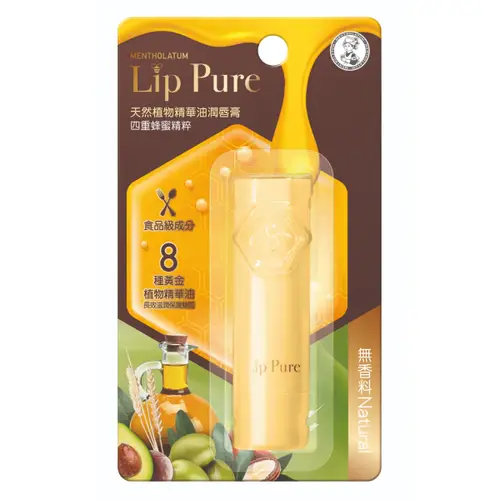 MENTHOLATUM
Lip Pure
天然植物精華油潤唇膏
四重蜂蜜精粹
食品級成分
8
種黃金
植物精華油
Lip Pure
無香料 Natural